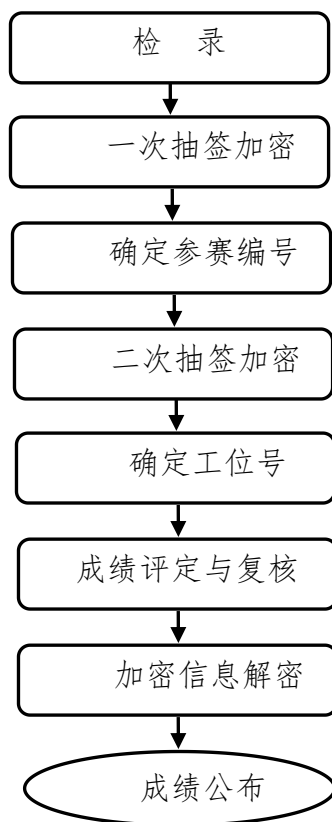 检 录
一次抽签加密
确定参赛编号
二次抽签加密
确定工位号
成绩评定与复核
加密信息解密
成绩公布